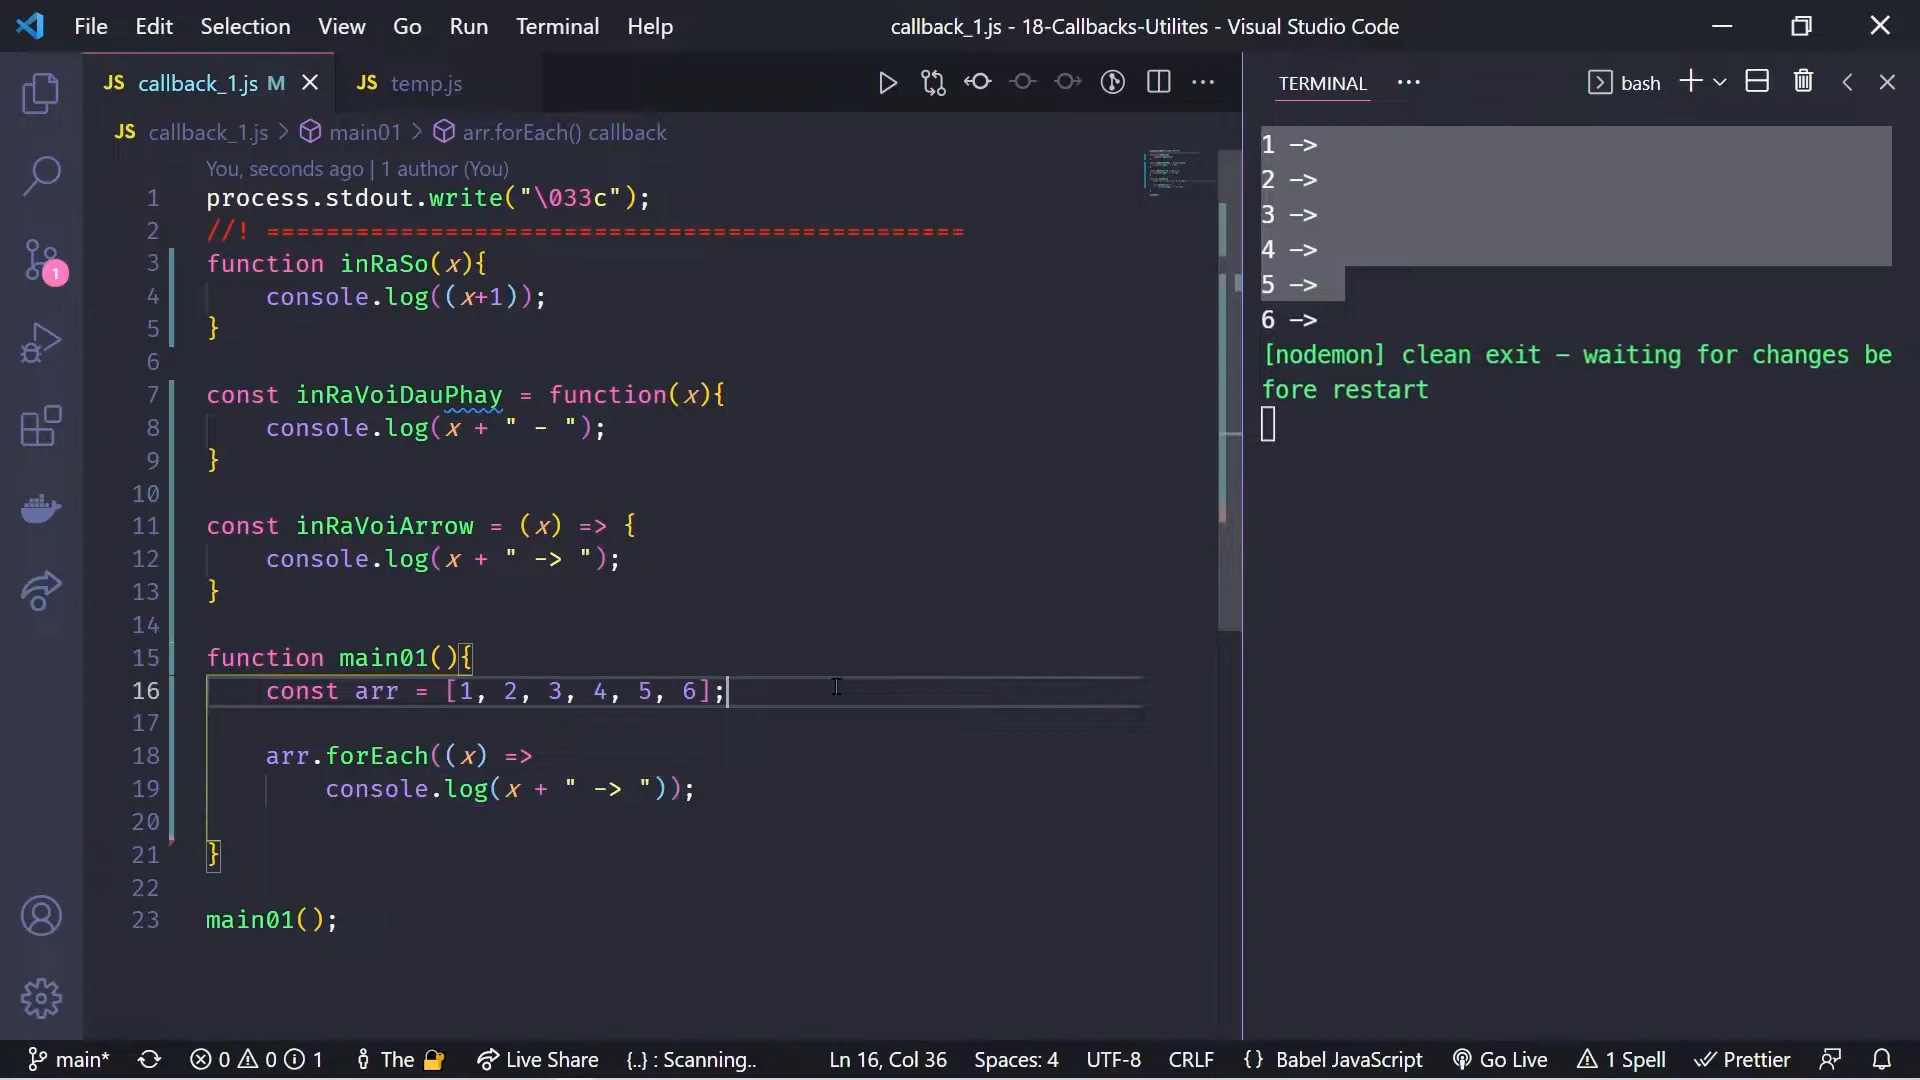 File Edit Selection View Go Run Terminal Help callback_1.js - 18-Callbacks-Utilites - Visual Studio Code
JS callback_1.js M JS temp.js
JS callback_1.js > main01 > arr.forEach() callback
You, seconds ago | 1 author (You)
1 process.stdout.write("\033c");
2 //! ===============================================
3 function inRaSo(x){
4 console.log((x+1));
5 }
6
7 const inRaVoiDauPhay = function(x){
8 console.log(x + " - ");
9 }
10
11 const inRaVoiArrow = (x) => {
12 console.log(x + " -> ");
13 }
14
15 function main01(){
16 const arr = [1, 2, 3, 4, 5, 6];
17
18 arr.forEach((x) =>
19 console.log(x + " -> "));
20
21 }
22
23 main01();
TERMINAL ··· bash
1 ->
2 ->
3 ->
4 ->
5 ->
6 ->
[nodemon] clean exit - waiting for changes be
fore restart
1
main* 0 0 1 The Live Share {..} : Scanning.. Ln 16, Col 36 Spaces: 4 UTF-8 CRLF {} Babel JavaScript Go Live 1 Spell Prettier